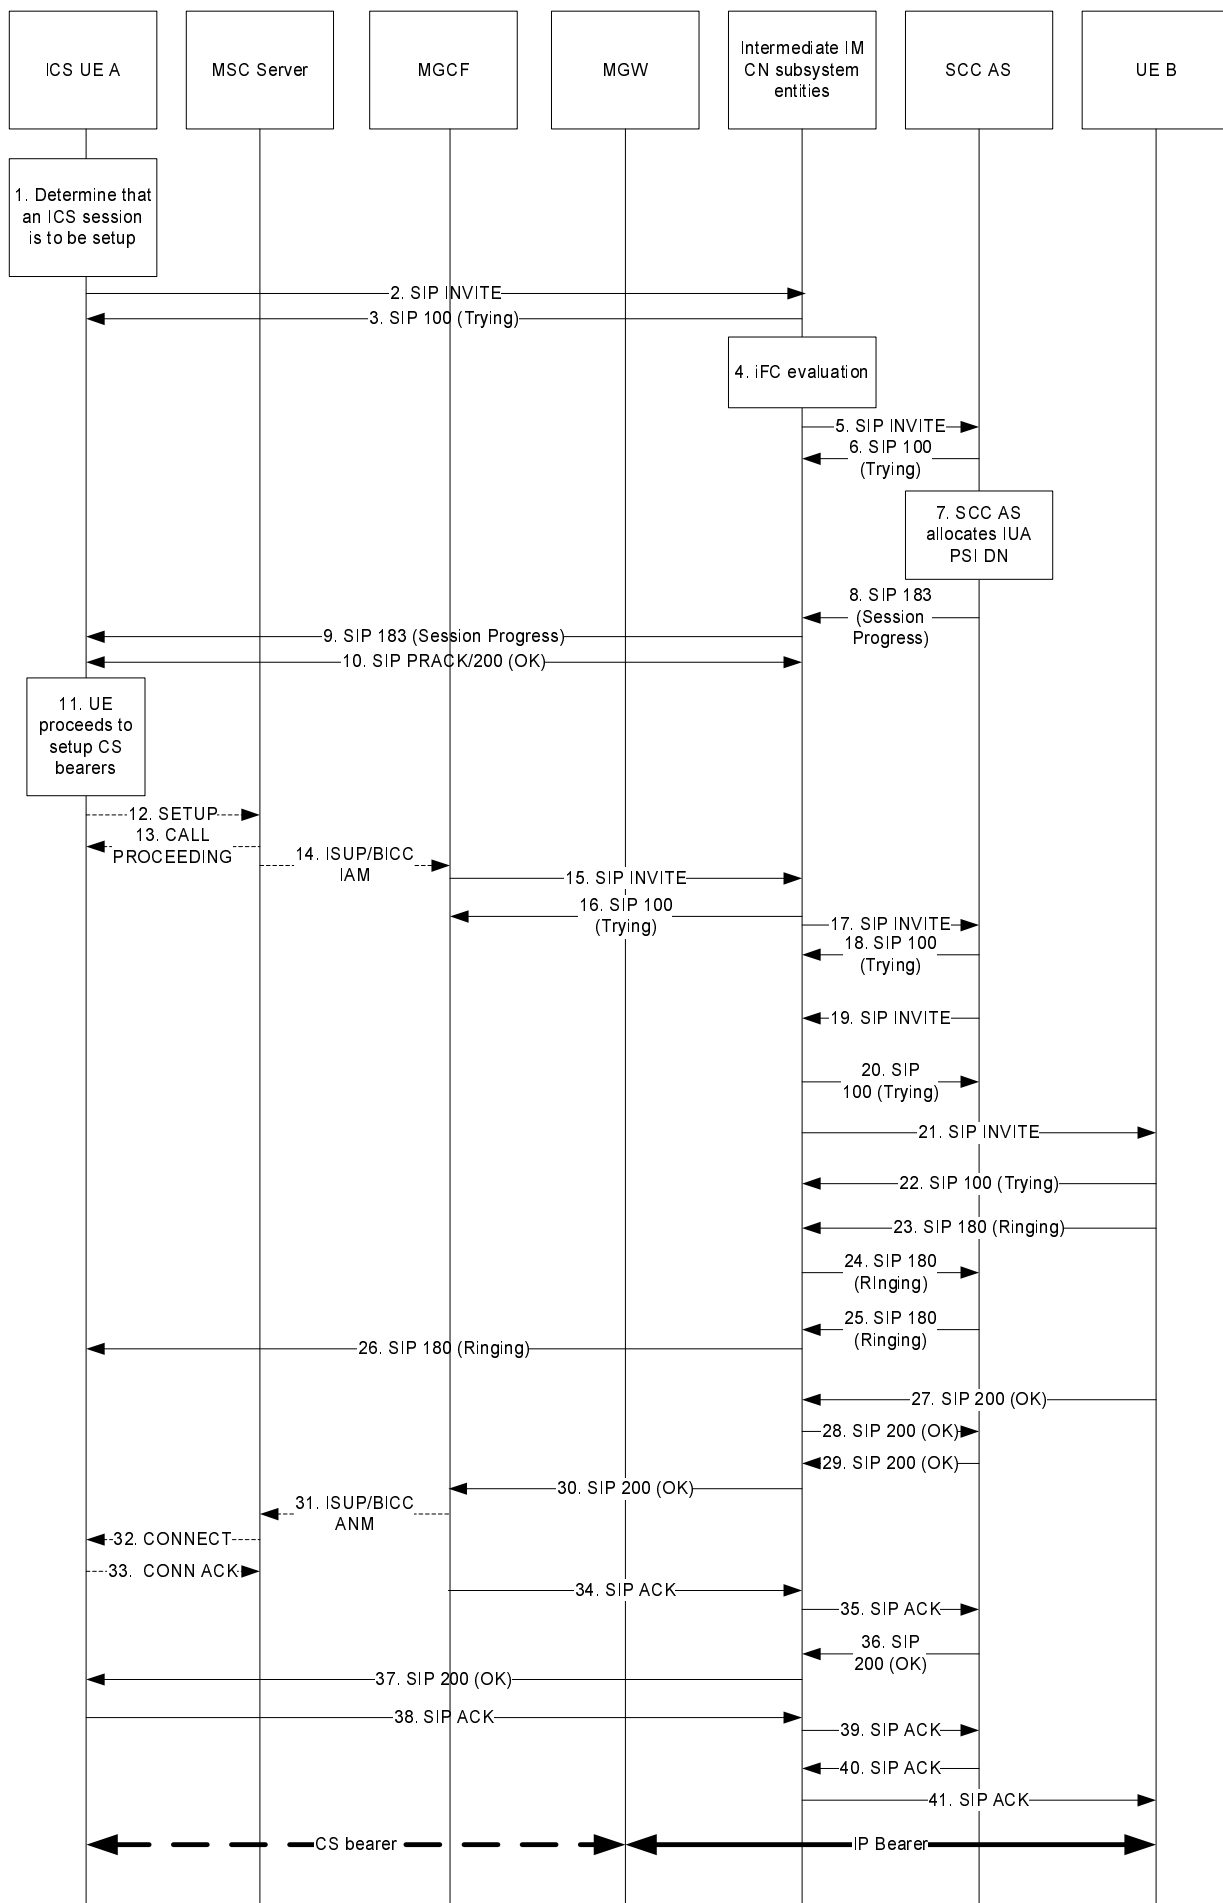 ICS UE A
MSC Server
MGCF
MGW
Intermediate IM
CN subsystem
entities
SCC AS
UE B
1. Determine that
an ICS session
is to be setup
2. SIP INVITE
3. SIP 100 (Trying)
4. iFC evaluation
5. SIP INVITE
6. SIP 100
(Trying)
7. SCC AS
allocates IUA
PSI DN
8. SIP 183
(Session
Progress)
9. SIP 183 (Session Progress)
10. SIP PRACK/200 (OK)
11. UE
proceeds to
setup CS
bearers
12. SETUP
13. CALL
PROCEEDING
14. ISUP/BICC
IAM
15. SIP INVITE
16. SIP 100
(Trying)
17. SIP INVITE
18. SIP 100
(Trying)
19. SIP INVITE
20. SIP
100 (Trying)
21. SIP INVITE
22. SIP 100 (Trying)
23. SIP 180 (Ringing)
24. SIP 180
(RInging)
25. SIP 180
(Ringing)
26. SIP 180 (Ringing)
27. SIP 200 (OK)
28. SIP 200 (OK)
29. SIP 200 (OK)
30. SIP 200 (OK)
31. ISUP/BICC
ANM
32. CONNECT
33. CONN ACK
34. SIP ACK
35. SIP ACK
36. SIP
200 (OK)
37. SIP 200 (OK)
38. SIP ACK
39. SIP ACK
40. SIP ACK
41. SIP ACK
CS bearer
IP Bearer